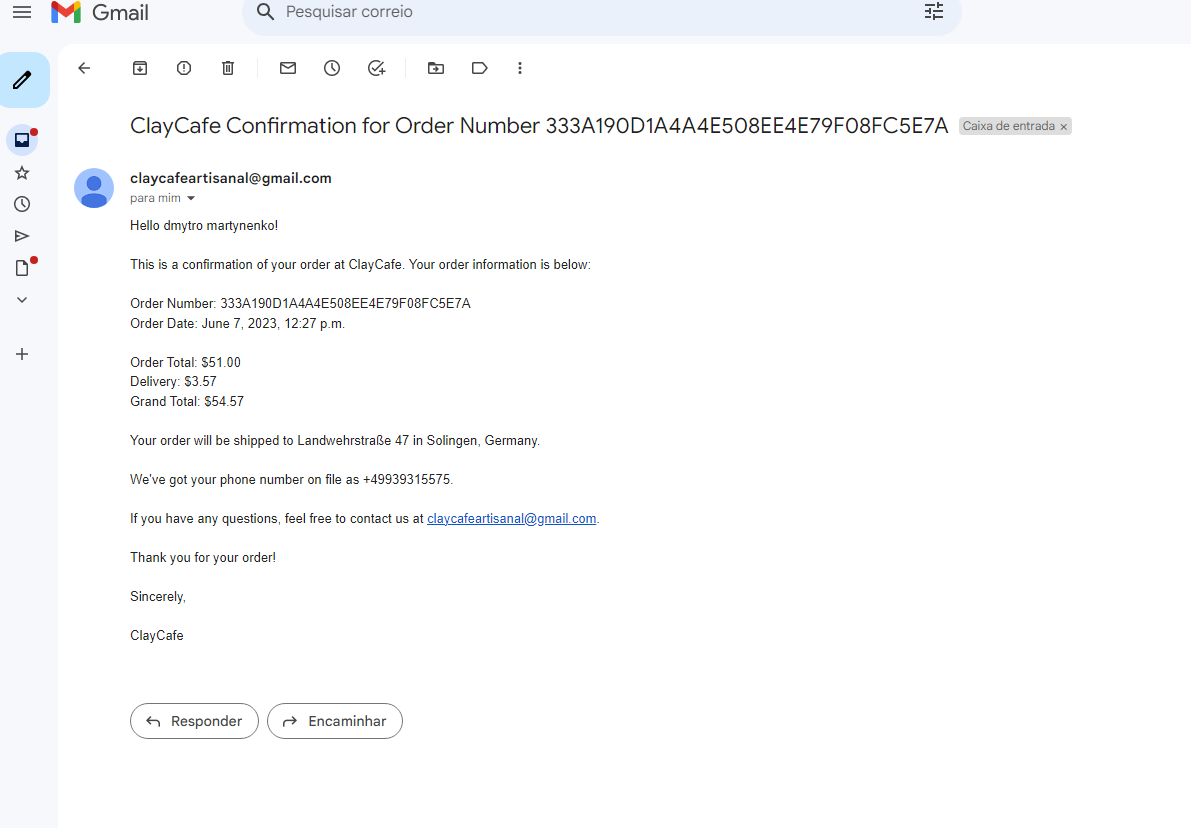 Gmail
Pesquisar correio
ClayCafe Confirmation for Order Number 333A190D1A4A4E508EE4E79F08FC5E7A Caixa de entrada ×
claycafeartisanal@gmail.com
para mim
Hello dmytro martynenko!
This is a confirmation of your order at ClayCafe. Your order information is below:
Order Number: 333A190D1A4A4E508EE4E79F08FC5E7A
Order Date: June 7, 2023, 12:27 p.m.
Order Total: $51.00
Delivery: $3.57
Grand Total: $54.57
Your order will be shipped to Landwehrstraße 47 in Solingen, Germany.
We've got your phone number on file as +49939315575.
If you have any questions, feel free to contact us at claycafeartisanal@gmail.com.
Thank you for your order!
Sincerely,
ClayCafe
Responder
Encaminhar